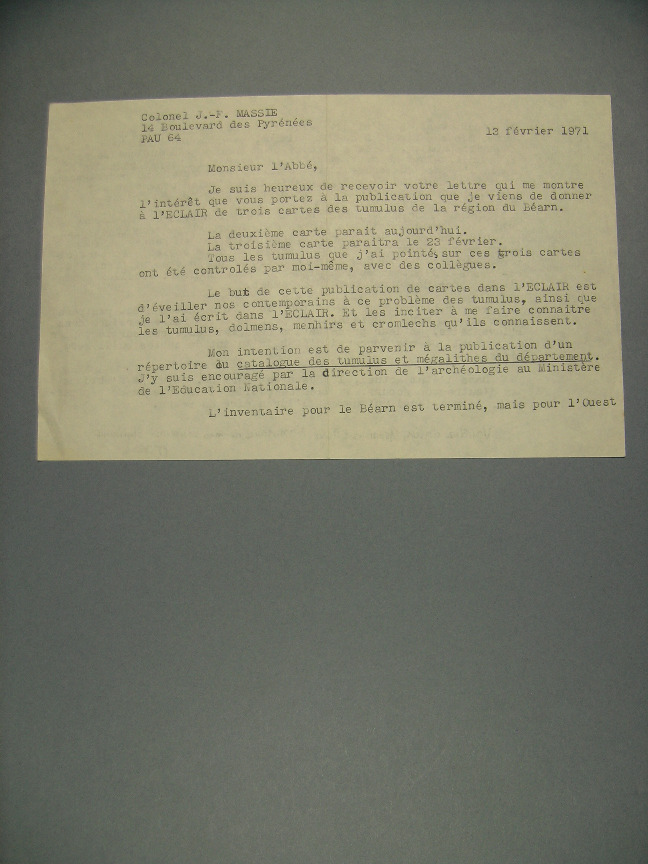 Colonel J.-F. MASSIE
14 Boulevard des Pyrénées
PAU 64
13 février 1971
Monsieur l'Abbé,
Je suis heureux de recevoir votre lettre qui me montre
l'intérêt que vous portez à la publication que je viens de donner
à l'ECLAIR de trois cartes des tumulus de la région du Béarn.
La deuxième carte parait aujourd'hui.
La troisième carte paraitra le 23 février.
Tous les tumulus que j'ai pointé, sur ces trois cartes
ont été controlés par moi-même, avec des collègues.
Le but de cette publication de cartes dans l'ECLAIR est
d'éveiller nos contemporains à ce problème des tumulus, ainsi que
je l'ai écrit dans l'ECLAIR. Et les inciter à me faire connaitre
les tumulus, dolmens, menhirs et cromlechs qu'ils connaissent.
Mon intention est de parvenir à la publication d'un
répertoire du catalogue des tumulus et mégalithes du département.
J'y suis encouragé par la direction de l'archéologie au Ministère
de l'Education Nationale.
L'inventaire pour le Béarn est terminé, mais pour l'Ouest